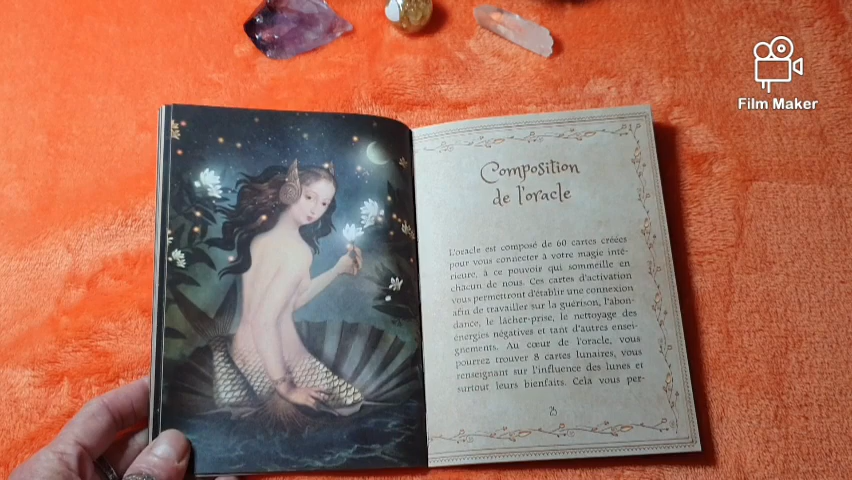 Film Maker
Composition
de l'oracle
L'oracle est composé de 60 cartes créées
pour vous connecter à votre magie inté-
rieure, à ce pouvoir qui sommeille en
chacun de nous. Ces cartes d'activation
vous permettront d'établir une connexion
afin de travailler sur la guérison, l'abon-
dance, le lâcher-prise, le nettoyage des
énergies négatives et tant d'autres ensei-
gnements. Au cœur de l'oracle, vous
pourrez trouver 8 cartes lunaires, vous
renseignant sur l'influence des lunes et
surtout leurs bienfaits. Cela vous per-